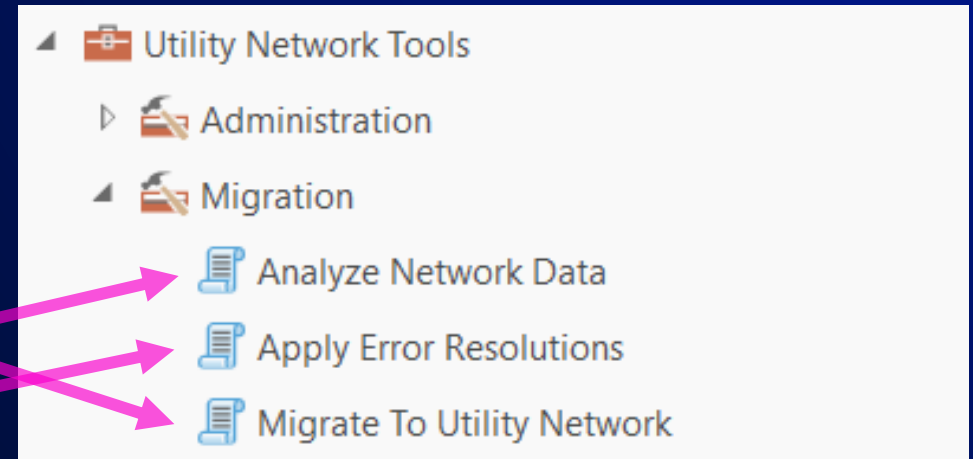 Utility Network Tools
Administration
Migration
Analyze Network Data
Apply Error Resolutions
Migrate To Utility Network